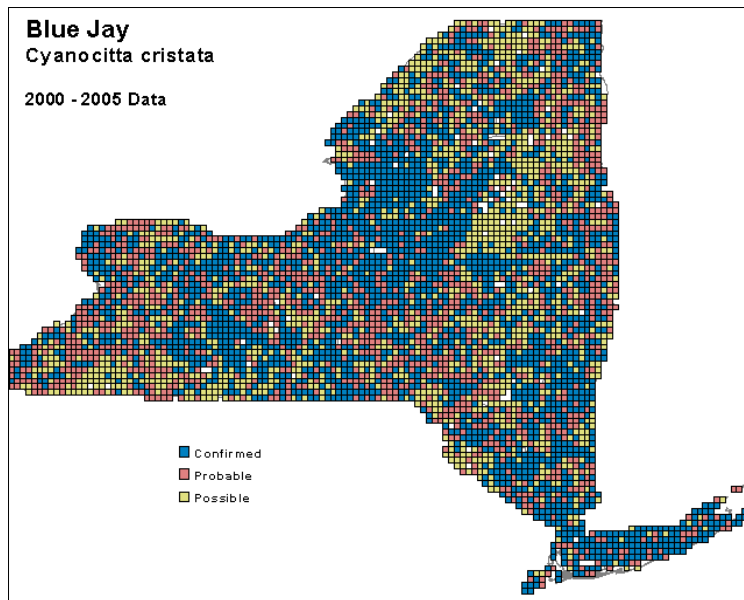 Blue Jay
Cyanocitta cristata
2000 - 2005 Data
Confirmed
Probable
Possible